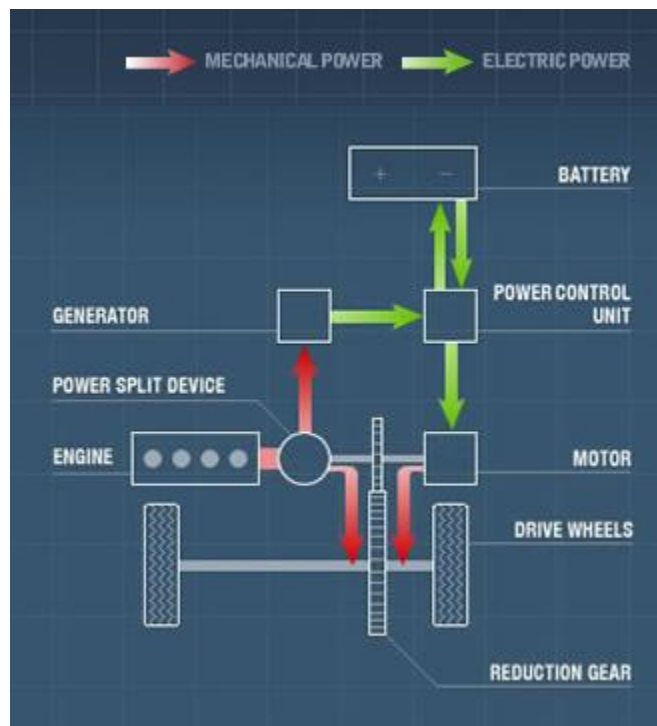 MECHANICAL POWER
ELECTRIC POWER
BATTERY
POWER CONTROL
UNIT
GENERATOR
POWER SPLIT DEVICE
ENGINE
MOTOR
DRIVE WHEELS
REDUCTION GEAR